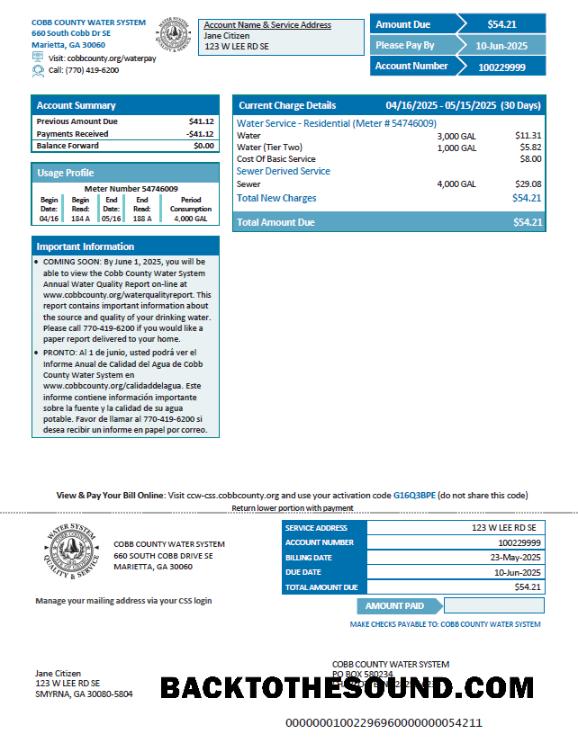 COBB COUNTY WATER SYSTEM
660 South Cobb Dr SE
Marietta, GA 30060
Visit: cobbcounty.org/waterpay
Call: (770) 419-6200
WATER SYSTEM
QUALITY & SERVICE
Account Name & Service Address
Jane Citizen
123 W LEE RD SE
Amount Due $54.21
Please Pay By 10-Jun-2025
Account Number 100229999
Account Summary
Previous Amount Due $41.12
Payments Received -$41.12
Balance Forward $0.00
Usage Profile
Meter Number 54746009
Begin Date: Begin Read: End Date: End Read: Period Consumption
04/16 184 A 05/16 188 A 4,000 GAL
Current Charge Details 04/16/2025 - 05/15/2025 (30 Days)
Water Service - Residential (Meter # 54746009)
Water 3,000 GAL $11.31
Water (Tier Two) 1,000 GAL $5.82
Cost Of Basic Service $8.00
Sewer Derived Service
Sewer 4,000 GAL $29.08
Total New Charges $54.21
Total Amount Due $54.21
Important Information
• COMING SOON: By June 1, 2025, you will be
able to view the Cobb County Water System
Annual Water Quality Report on-line at
www.cobbcounty.org/waterqualityreport. This
report contains important information about
the source and quality of your drinking water.
Please call 770-419-6200 if you would like a
paper report delivered to your home.
• PRONTO: Al 1 de junio, usted podrá ver el
Informe Anual de Calidad del Agua de Cobb
County Water System en
www.cobbcounty.org/calidaddelagua. Este
informe contiene información importante
sobre la fuente y la calidad de su agua
potable. Favor de llamar al 770-419-6200 si
desea recibir un informe en papel por correo.
View & Pay Your Bill Online: Visit ccw-css.cobbcounty.org and use your activation code G16Q3BPE (do not share this code)
Return lower portion with payment
WATER SYSTEM
QUALITY & SERVICE
COBB COUNTY WATER SYSTEM
660 SOUTH COBB DRIVE SE
MARIETTA, GA 30060
Manage your mailing address via your CSS login
SERVICE ADDRESS 123 W LEE RD SE
ACCOUNT NUMBER 100229999
BILLING DATE 23-May-2025
DUE DATE 10-Jun-2025
TOTAL AMOUNT DUE $54.21
AMOUNT PAID
MAKE CHECKS PAYABLE TO: COBB COUNTY WATER SYSTEM
Jane Citizen
123 W LEE RD SE
SMYRNA, GA 30080-5804
COBB COUNTY WATER SYSTEM
PO BOX 580234
BACKTOTHESOUND.COM
00000001002296960000000054211